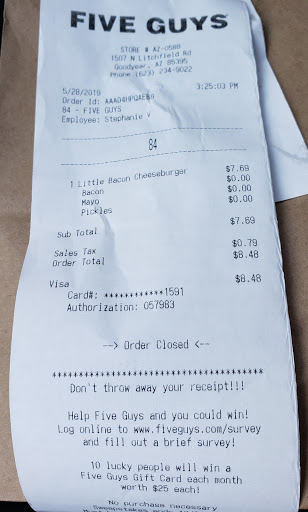 FIVE GUYS
STORE # AZ-0588
1507 N Litchfield Rd
Goodyear, AZ 85395
Phone (623) 234-9022
5/28/2019 3:25:03 PM
Order Id:
84 - FIVE GUYS
Employee: Stephanie V
84
1 Little Bacon Cheeseburger $7.69
Bacon $0.00
Mayo $0.00
Pickles $0.00
Sub Total $7.69
Sales Tax $0.79
Order Total $8.48
Visa $8.48
Card#: ************1591
Authorization: 057983
--> Order Closed <--
****************************************
Don't throw away your receipt!!!
Help Five Guys and you could win!
Log online to www.fiveguys.com/survey
and fill out a brief survey!
10 lucky people will win a
Five Guys Gift Card each month
worth $25 each!
No purchase necessary
Sweepstakes ends